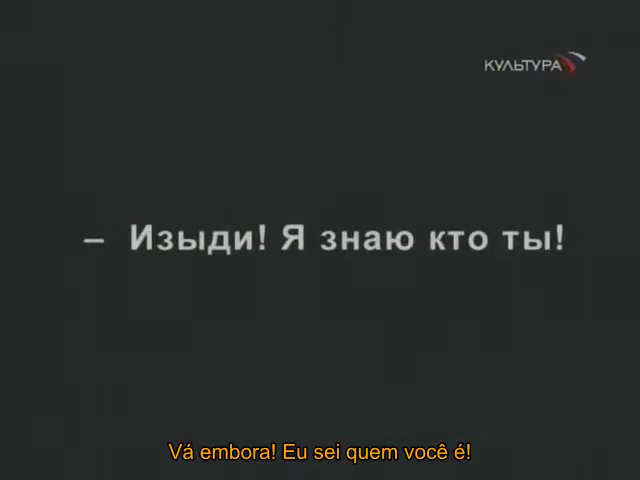 КУЛЬТУРА
– Изыди! Я знаю кто ты!
Vá embora! Eu sei quem você é!